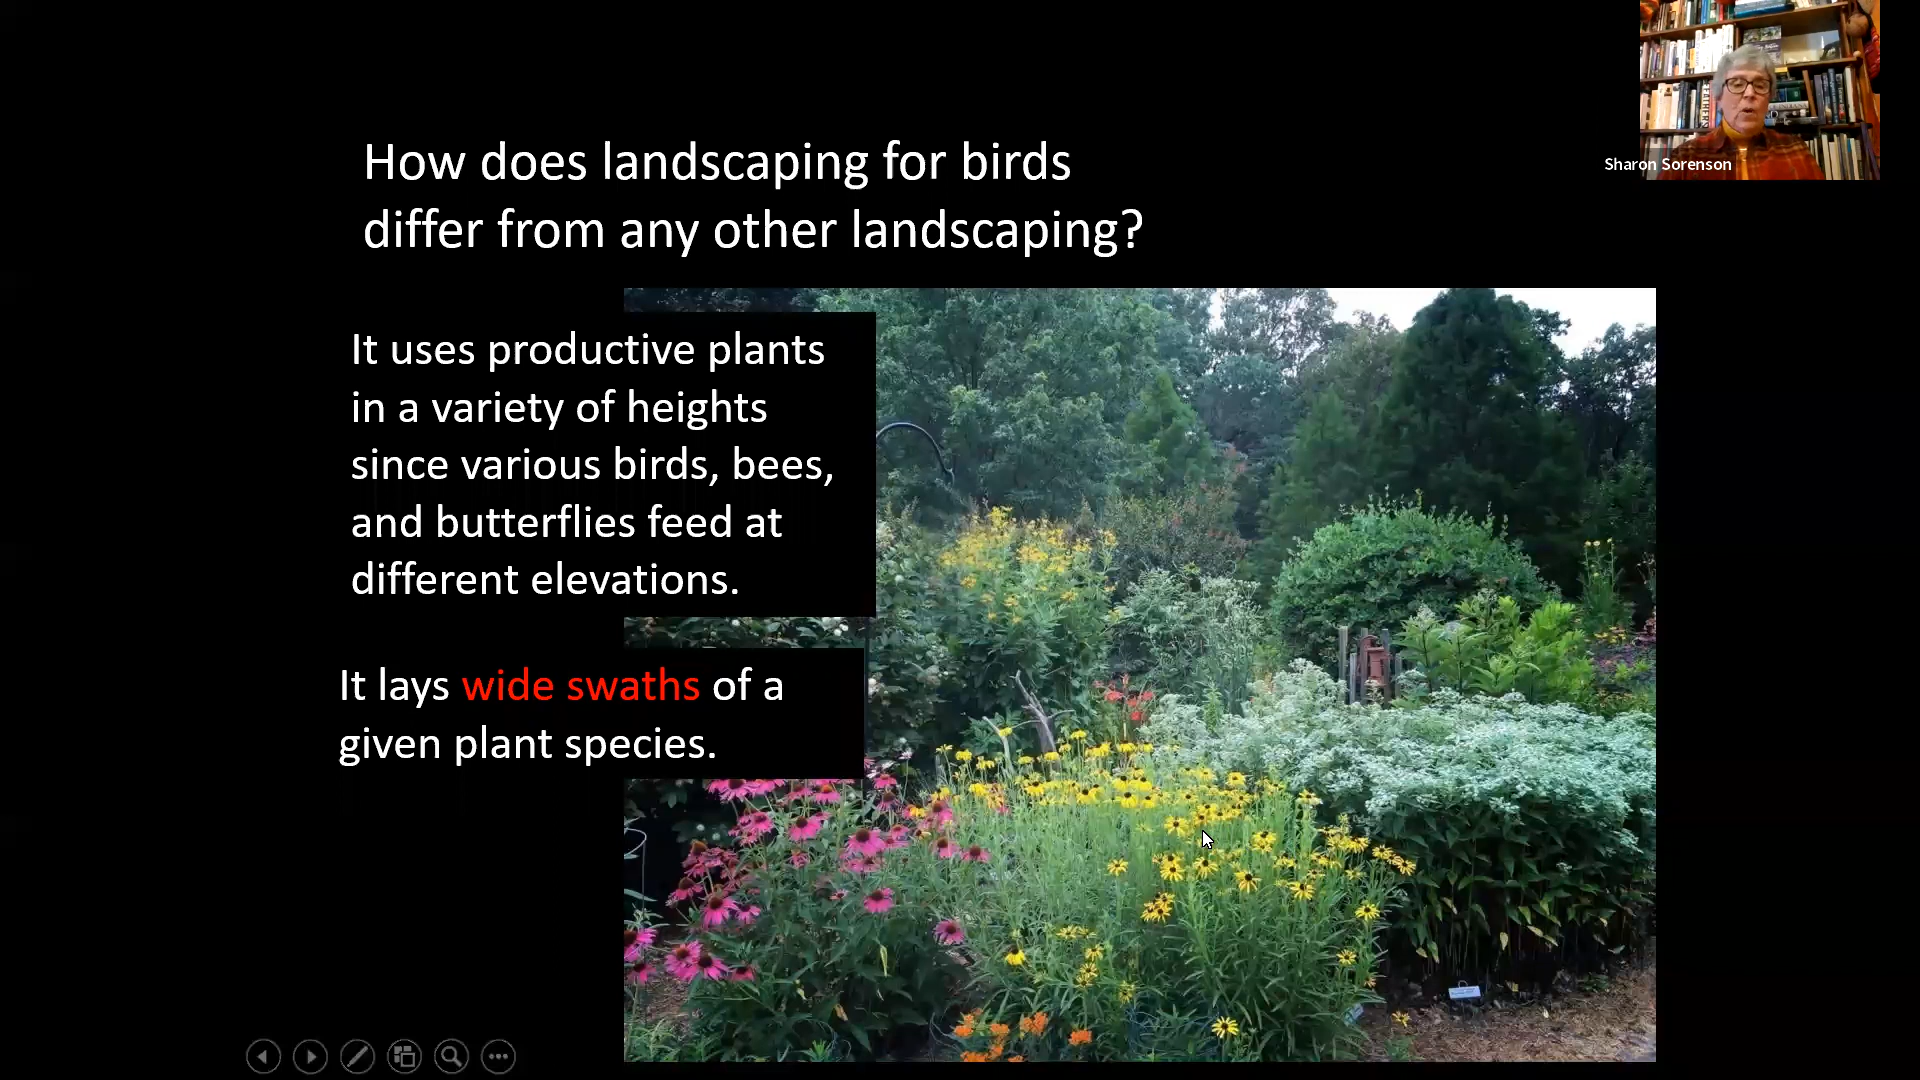 How does landscaping for birds
differ from any other landscaping?
Sharon Sorenson
It uses productive plants
in a variety of heights
since various birds, bees,
and butterflies feed at
different elevations.
It lays wide swaths of a
given plant species.